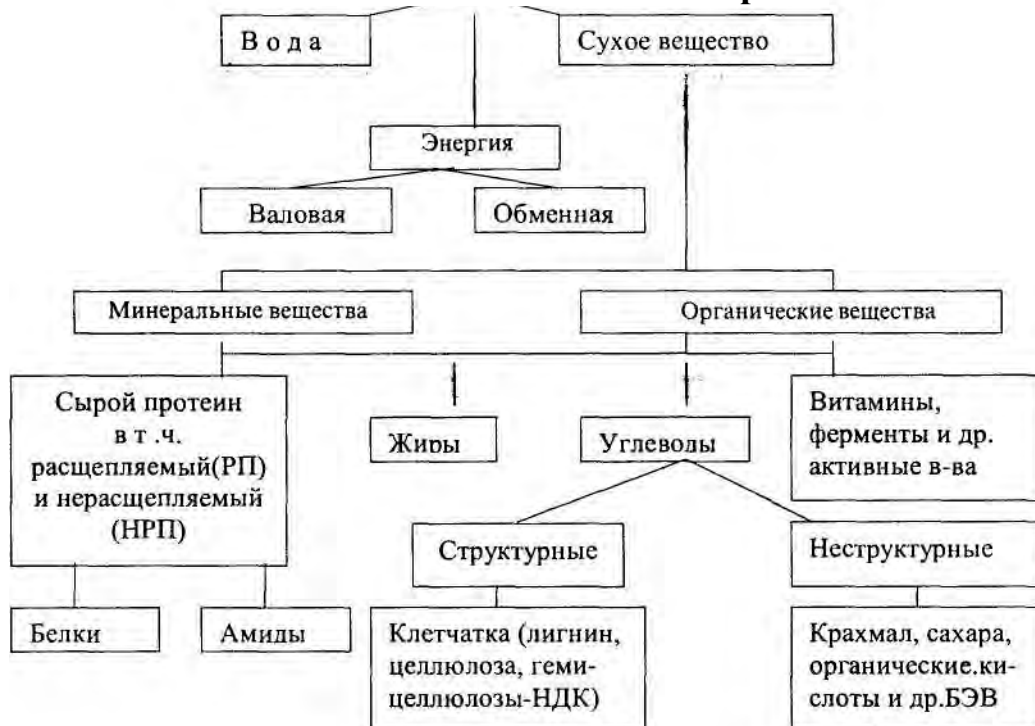 В о д а
Сухое вещество
Энергия
Валовая
Обменная
Минеральные вещества
Органические вещества
Сырой протеин
в т .ч.
расщепляемый(РП)
и нерасщепляемый
(НРП)
Жиры
Углеводы
Витамины,
ферменты и др.
активные в-ва
Структурные
Неструктурные
Белки
Амиды
Клетчатка (лигнин,
целлюлоза, геми-
целлюлозы-НДК)
Крахмал, сахара,
органические.ки-
слоты и др.БЭВ